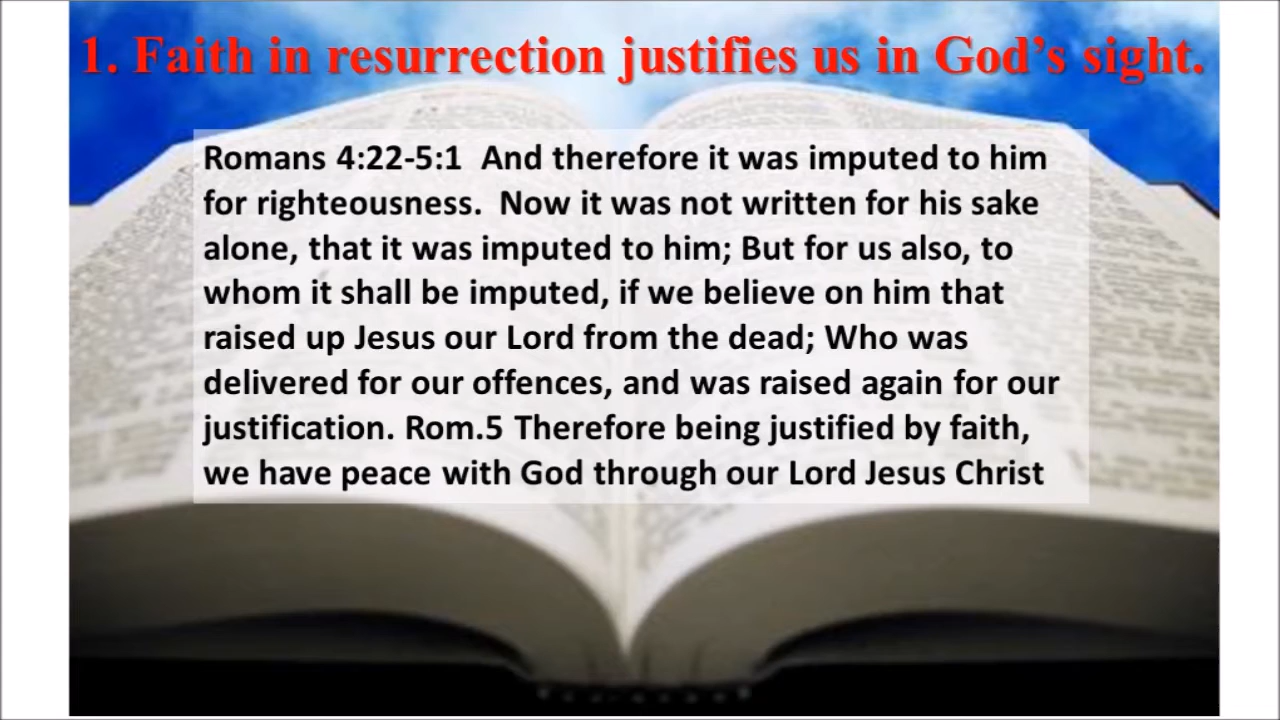 1. Faith in resurrection justifies us in God’s sight.
Romans 4:22-5:1  And therefore it was imputed to him
for righteousness.  Now it was not written for his sake
alone, that it was imputed to him; But for us also, to
whom it shall be imputed, if we believe on him that
raised up Jesus our Lord from the dead; Who was
delivered for our offences, and was raised again for our
justification. Rom.5 Therefore being justified by faith,
we have peace with God through our Lord Jesus Christ